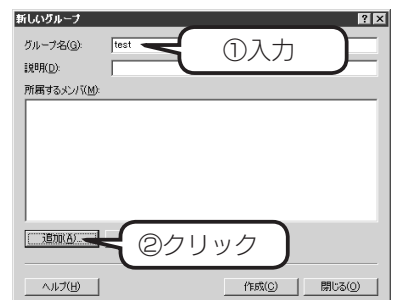 新しいグループ
グループ名(G):
test
①入力
説明(D):
所属するメンバ(M):
追加(A)...
②クリック
ヘルプ(H)
作成(C)
閉じる(O)